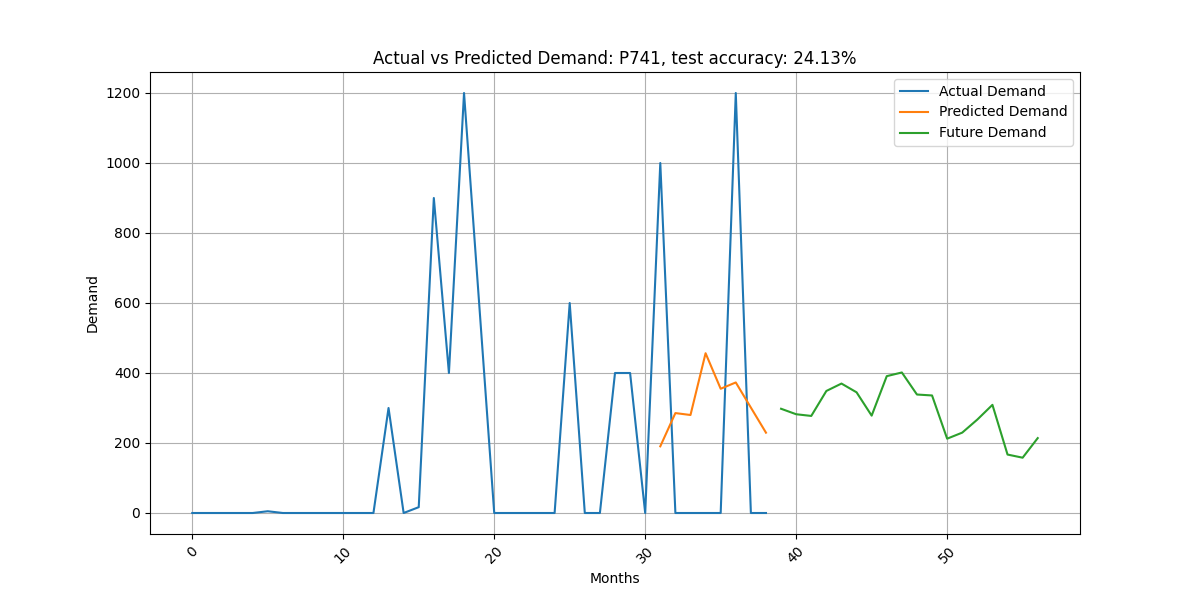 Actual vs Predicted Demand: P741, test accuracy: 24.13%
Actual Demand
Predicted Demand
Future Demand
1200
1000
800
600
400
200
0
Demand
0 10 20 30 40 50
Months